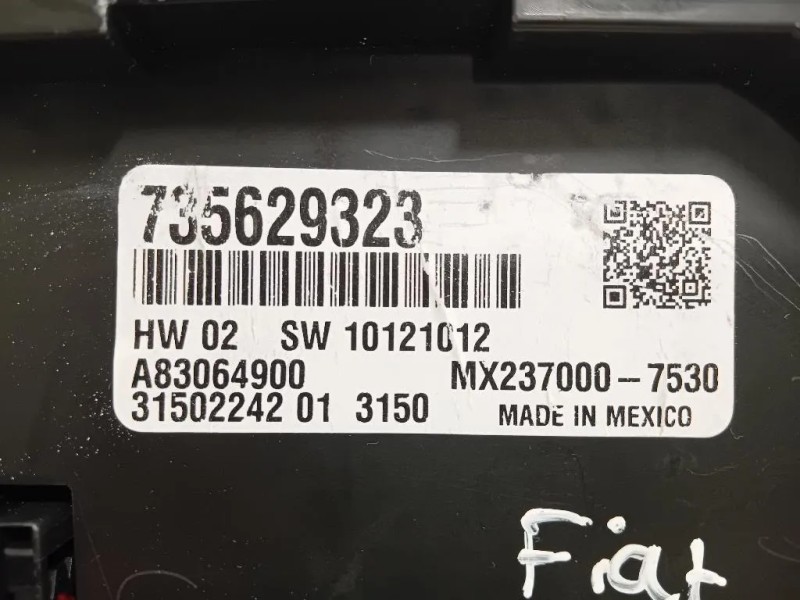 735629323
HW 02 SW 10121012
A83064900 MX237000-7530
31502242 01 3150 MADE IN MEXICO
Fiat